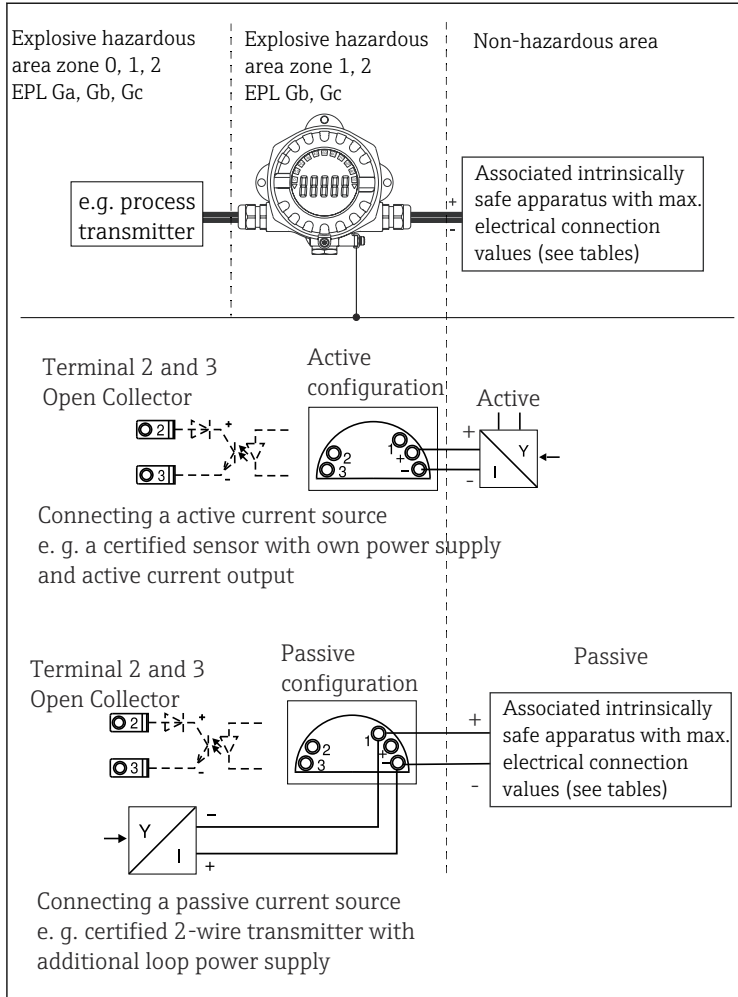 Explosive hazardous
area zone 0, 1, 2
EPL Ga, Gb, Gc
Explosive hazardous
area zone 1, 2
EPL Gb, Gc
Non-hazardous area
e.g. process
transmitter
88888
+
-
Associated intrinsically
safe apparatus with max.
electrical connection
values (see tables)
Terminal 2 and 3
Open Collector
2
+
3
-
Active
configuration
1
2
+
3
-
Active
+
-
Y
I
Connecting a active current source
e. g. a certified sensor with own power supply
and active current output
Terminal 2 and 3
Open Collector
2
+
3
-
Passive
configuration
1
2
+
3
-
Passive
+
-
Associated intrinsically
safe apparatus with max.
electrical connection
values (see tables)
Y
I
-
+
Connecting a passive current source
e. g. certified 2-wire transmitter with
additional loop power supply